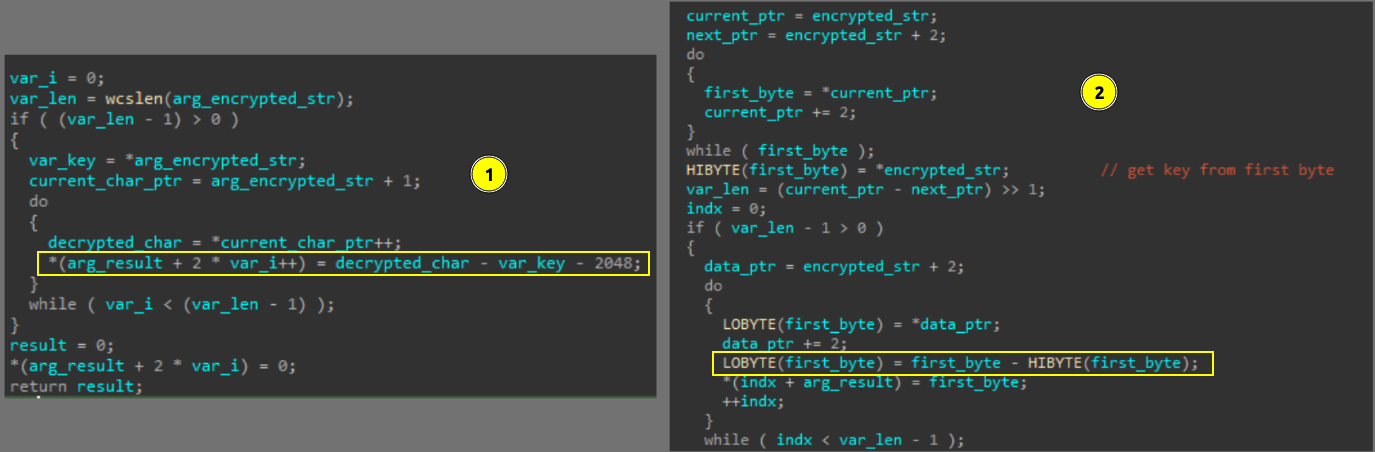 var_i = 0;
var_len = wcslen(arg_encrypted_str);
if ( (var_len - 1) > 0 )
{
var_key = *arg_encrypted_str;
current_char_ptr = arg_encrypted_str + 1;
do
{
decrypted_char = *current_char_ptr++;
*(arg_result + 2 * var_i++) = decrypted_char - var_key - 2048;
}
while ( var_i < (var_len - 1) );
}
result = 0;
*(arg_result + 2 * var_i) = 0;
return result;
1
current_ptr = encrypted_str;
next_ptr = encrypted_str + 2;
do
{
first_byte = *current_ptr;
current_ptr += 2;
}
while ( first_byte );
HIBYTE(first_byte) = *encrypted_str; // get key from first byte
var_len = (current_ptr - next_ptr) >> 1;
indx = 0;
if ( var_len - 1 > 0 )
{
data_ptr = encrypted_str + 2;
do
{
LOBYTE(first_byte) = *data_ptr;
data_ptr += 2;
LOBYTE(first_byte) = first_byte - HIBYTE(first_byte);
*(indx + arg_result) = first_byte;
++indx;
}
while ( indx < var_len - 1 );
2